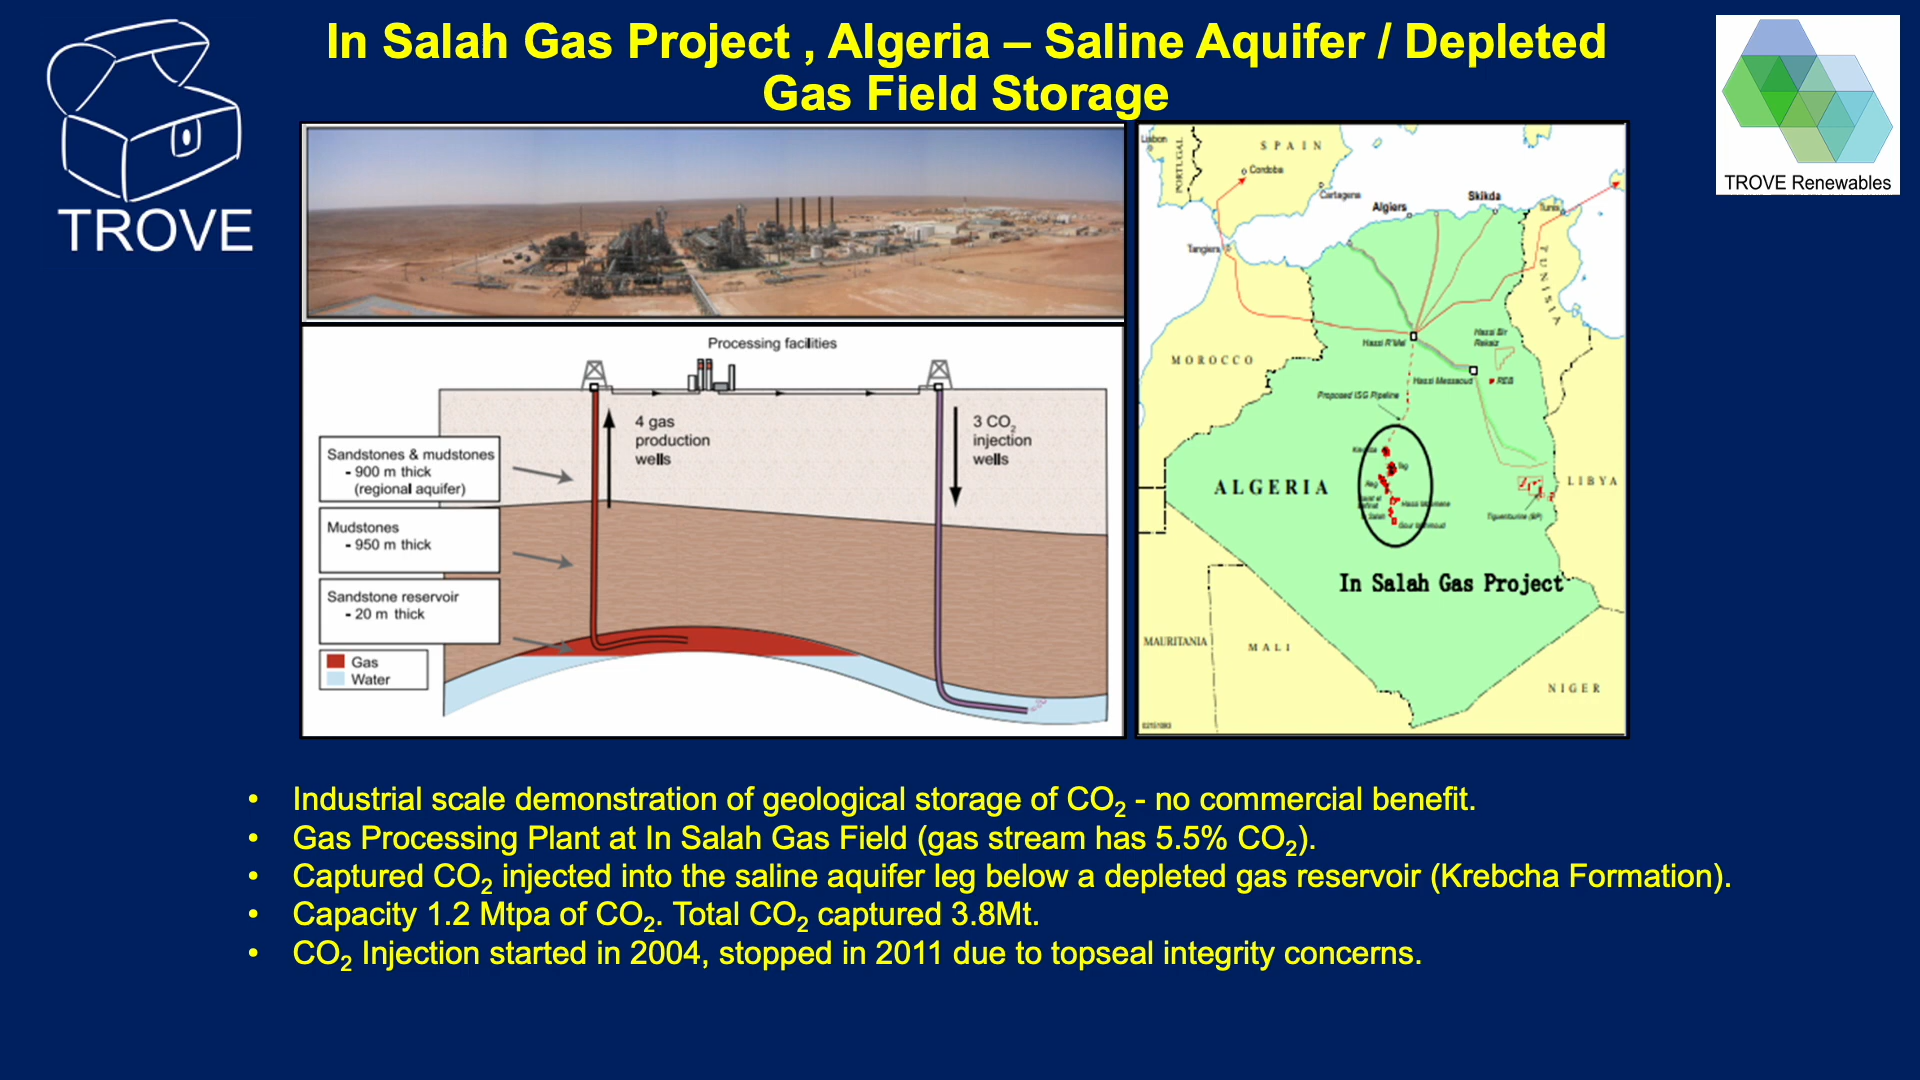 In Salah Gas Project , Algeria – Saline Aquifer / Depleted
Gas Field Storage
TROVE
TROVE Renewables
Processing facilities
4 gas
production
wells
3 CO₂
injection
wells
Sandstones & mudstones
- 900 m thick
(regional aquifer)
Mudstones
- 950 m thick
Sandstone reservoir
- 20 m thick
Gas
Water
Lisbon
PORTUGAL
SPAIN
Cordoba
Cartagena
Algiers
Skikda
Tunis
Tangiers
TUNISIA
MOROCCO
Hassi R'Mel
Hassi Bir
Rekaiz
Hassi Messaoud
REB
Proposed ISG Pipeline
ALGERIA
LIBYA
Tiguentourine (BP)
In Salah Gas Project
MAURITANIA
MALI
NIGER
• Industrial scale demonstration of geological storage of CO₂ - no commercial benefit.
• Gas Processing Plant at In Salah Gas Field (gas stream has 5.5% CO₂).
• Captured CO₂ injected into the saline aquifer leg below a depleted gas reservoir (Krebcha Formation).
• Capacity 1.2 Mtpa of CO₂. Total CO₂ captured 3.8Mt.
• CO₂ Injection started in 2004, stopped in 2011 due to topseal integrity concerns.